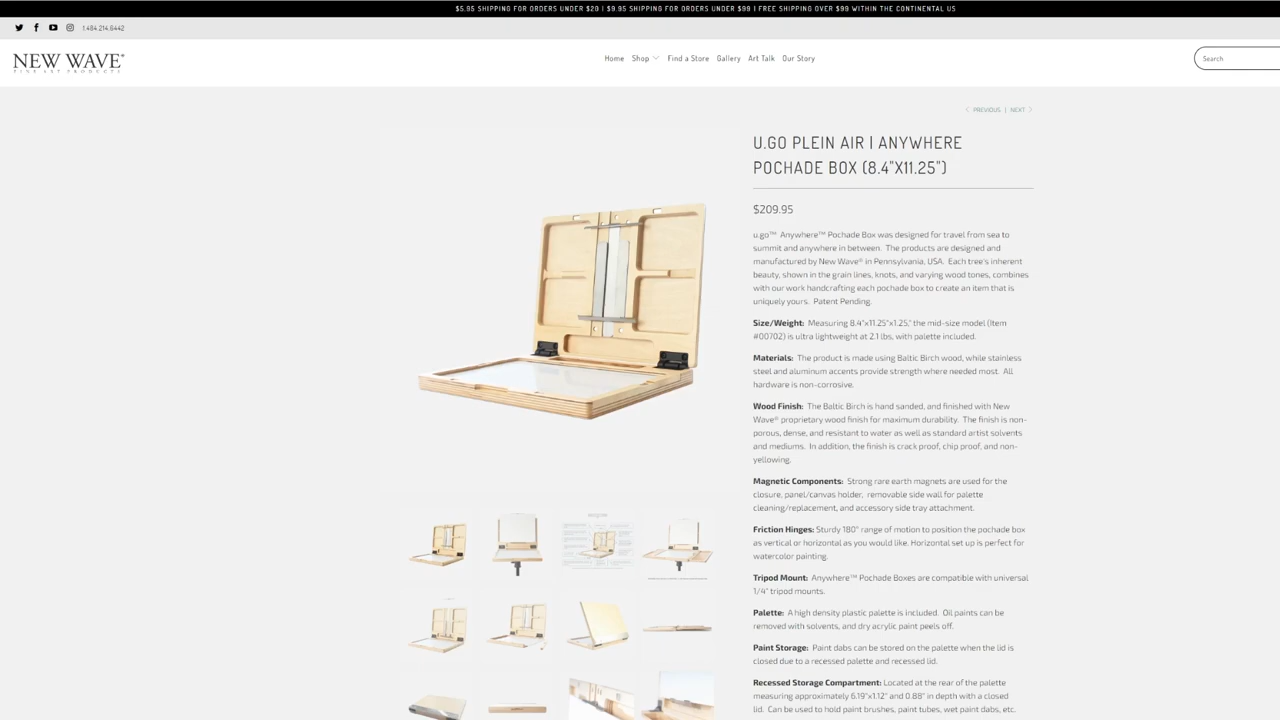 $5.95 SHIPPING FOR ORDERS UNDER $20 | $9.95 SHIPPING FOR ORDERS UNDER $99 | FREE SHIPPING OVER $99 WITHIN THE CONTINENTAL US
1.484.214.6442
NEW WAVE®
FINE ART PRODUCTS
Home Shop Find a Store Gallery Art Talk Our Story
Search
PREVIOUS | NEXT
U.GO PLEIN AIR | ANYWHERE
POCHADE BOX (8.4"X11.25")
$209.95
u.go™ Anywhere™ Pochade Box was designed for travel from sea to
summit and anywhere in between. The products are designed and
manufactured by New Wave® in Pennsylvania, USA. Each tree's inherent
beauty, shown in the grain lines, knots, and varying wood tones, combines
with our work handcrafting each pochade box to create an item that is
uniquely yours. Patent Pending.
Size/Weight: Measuring 8.4"x11.25"x1.25," the mid-size model (Item
#00702) is ultra lightweight at 2.1 lbs, with palette included.
Materials: The product is made using Baltic Birch wood, while stainless
steel and aluminum accents provide strength where needed most. All
hardware is non-corrosive.
Wood Finish: The Baltic Birch is hand sanded, and finished with New
Wave® proprietary wood finish for maximum durability. The finish is non-
porous, dense, and resistant to water as well as standard artist solvents
and mediums. In addition, the finish is crack proof, chip proof, and non-
yellowing.
Magnetic Components: Strong rare earth magnets are used for the
closure, panel/canvas holder, removable side wall for palette
cleaning/replacement, and accessory side tray attachment.
Friction Hinges: Sturdy 180° range of motion to position the pochade box
as vertical or horizontal as you would like. Horizontal set up is perfect for
watercolor painting.
Tripod Mount: Anywhere™ Pochade Boxes are compatible with universal
1/4" tripod mounts.
Palette: A high density plastic palette is included. Oil paints can be
removed with solvents, and dry acrylic paint peels off.
Paint Storage: Paint dabs can be stored on the palette when the lid is
closed due to a recessed palette and recessed lid.
Recessed Storage Compartment: Located at the rear of the palette
measuring approximately 6.19"x1.12" and 0.88" in depth with a closed
lid. Can be used to hold paint brushes, paint tubes, wet paint dabs, etc.